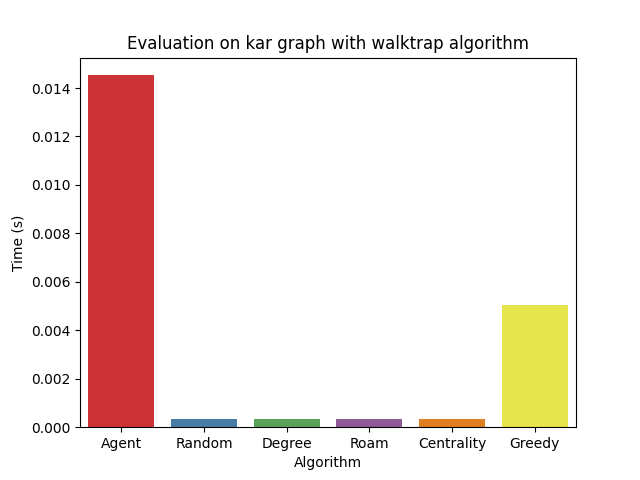 Evaluation on kar graph with walktrap algorithm
Time (s)
0.014
0.012
0.010
0.008
0.006
0.004
0.002
0.000
Agent Random Degree Roam Centrality Greedy
Algorithm